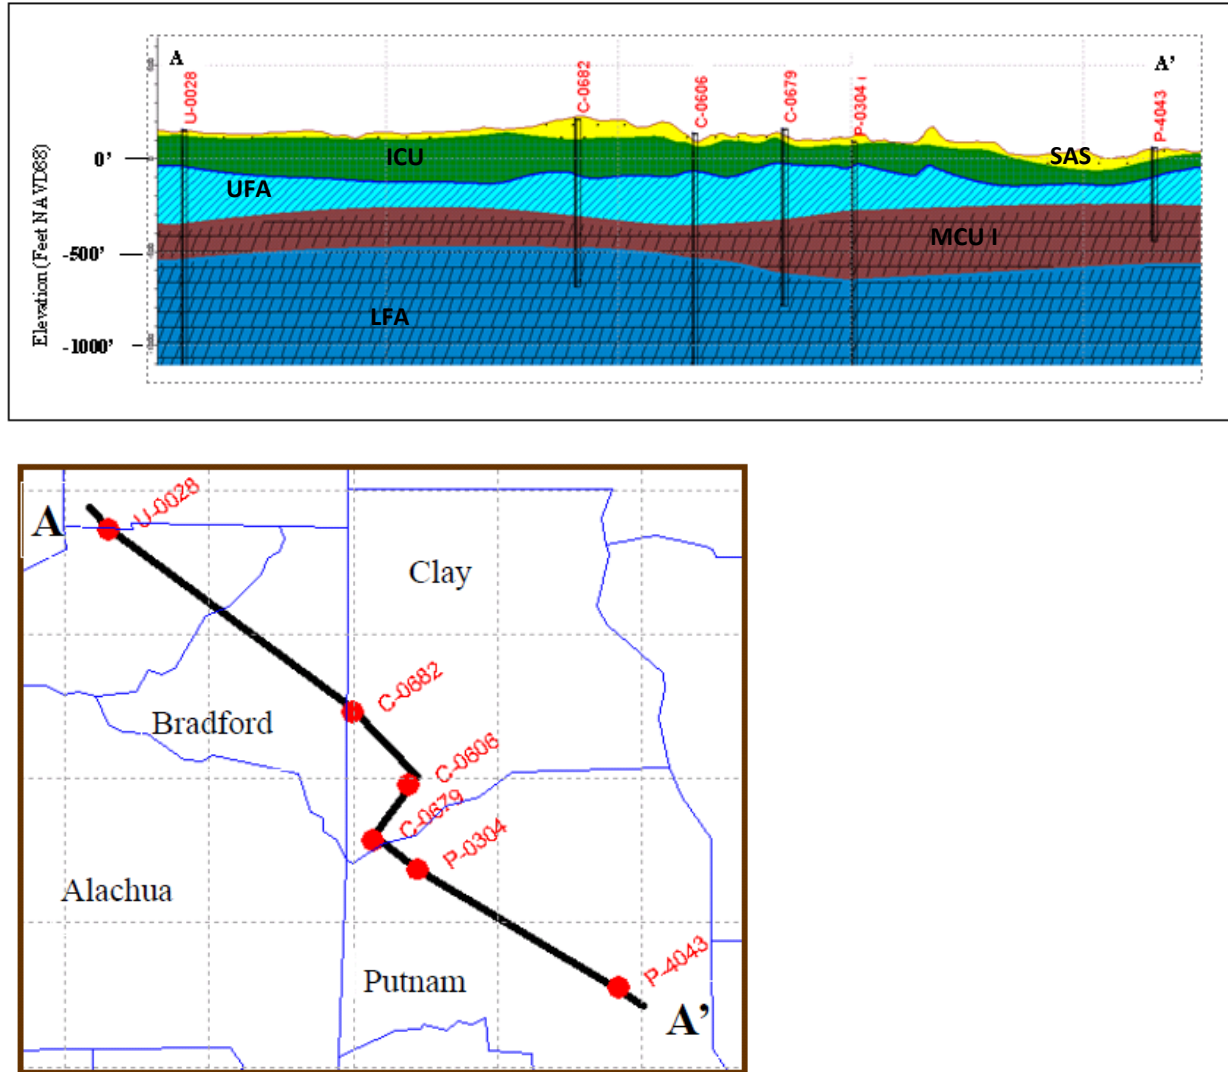 A
A'
U-0028
C-0682
C-0606
C-0679
P-0304
P-4043
Elevation (Feet NAVD88)
0'
-500'
-1000'
ICU
SAS
UFA
MCU I
LFA
A
U-0028
Clay
C-0682
Bradford
C-0606
C-0679
P-0304
Alachua
P-4043
Putnam
A'